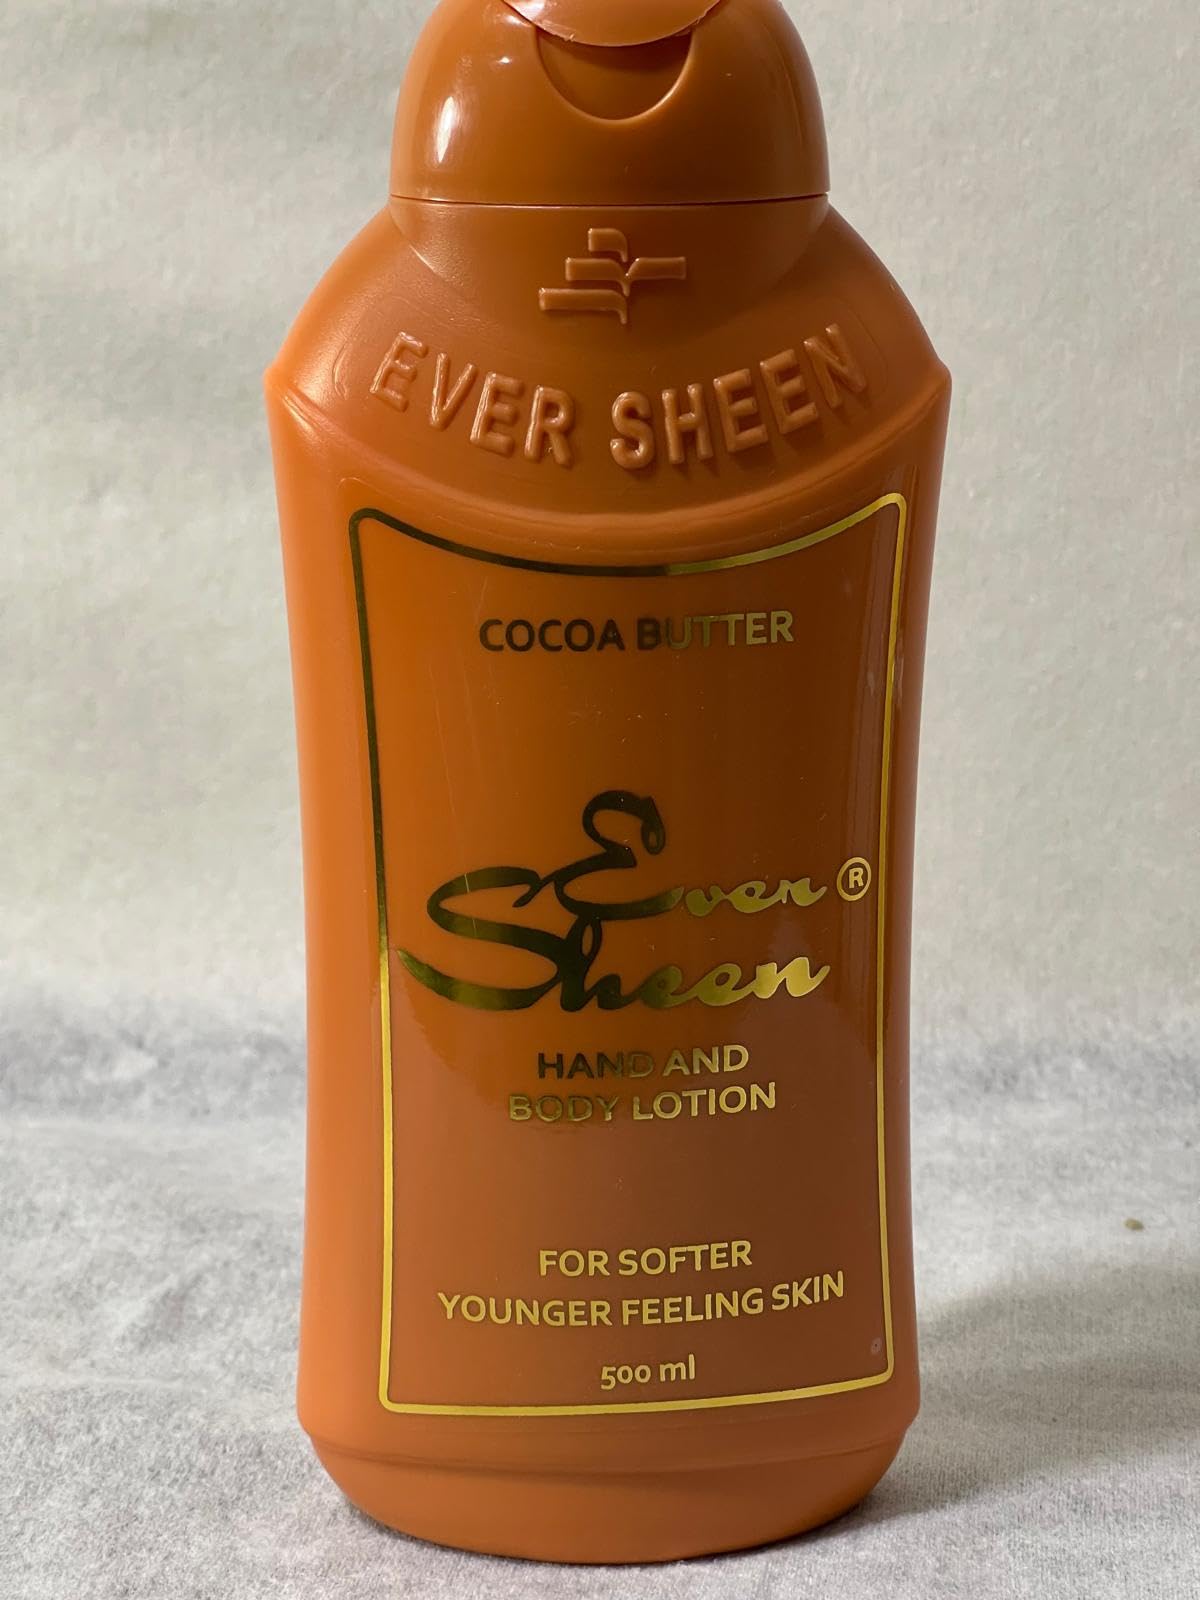 EVER SHEEN
COCOA BUTTER
Ever ®
Sheen
HAND AND
BODY LOTION
FOR SOFTER
YOUNGER FEELING SKIN
500 ml